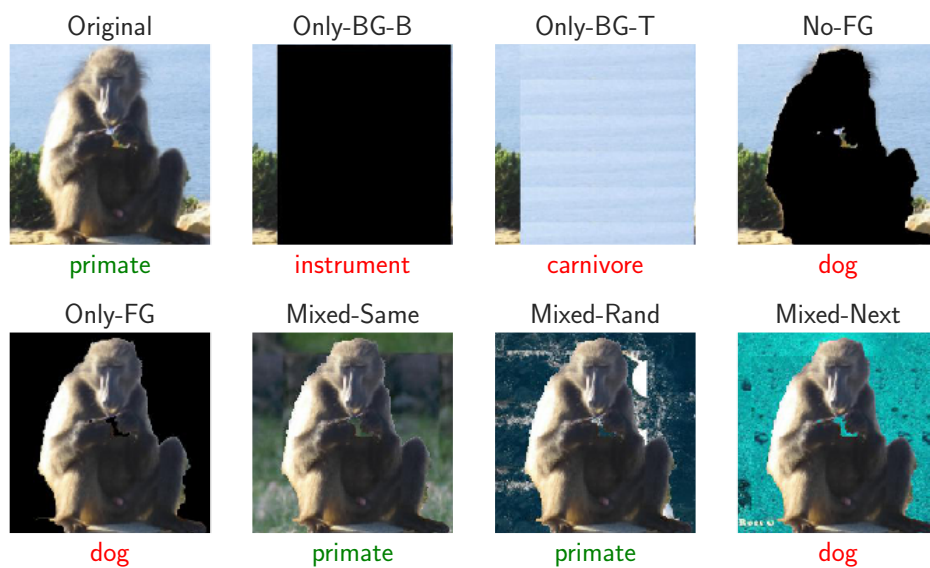 Original
Only-BG-B
Only-BG-T
No-FG
primate
instrument
carnivore
dog
Only-FG
Mixed-Same
Mixed-Rand
Mixed-Next
dog
primate
primate
dog